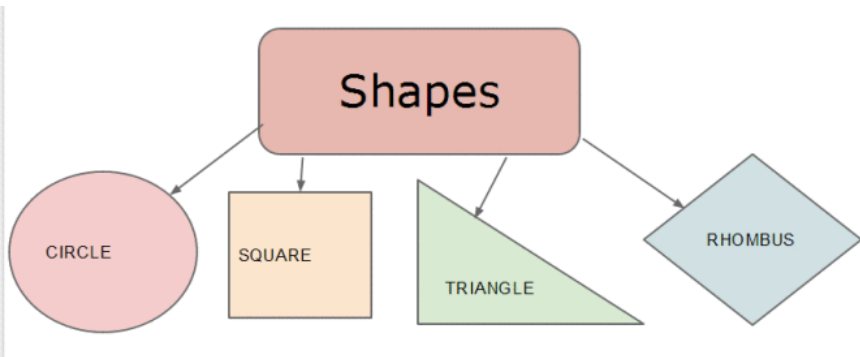 Shapes
CIRCLE
SQUARE
TRIANGLE
RHOMBUS